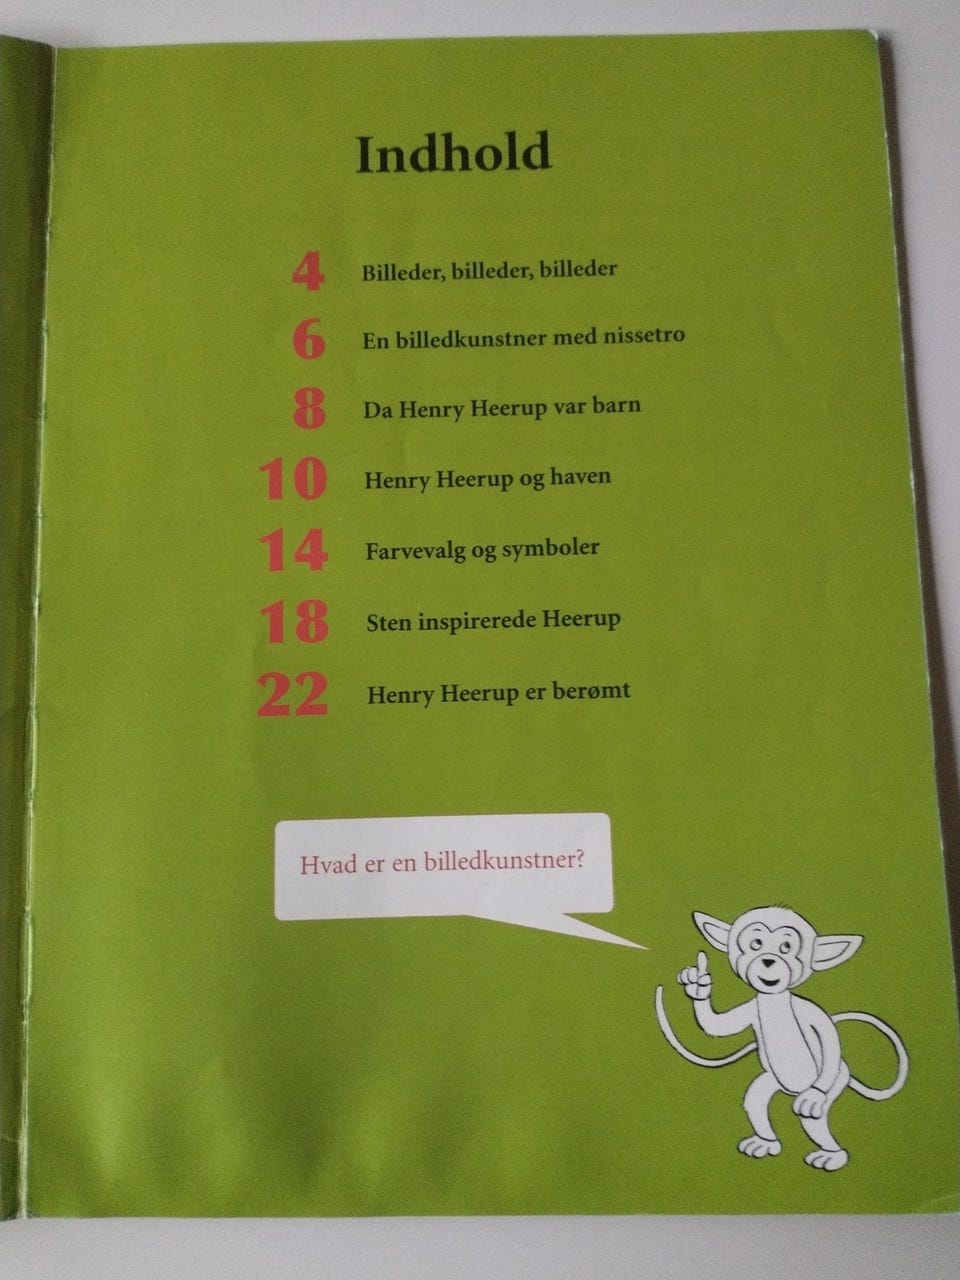 Indhold
4 Billeder, billeder, billeder
6 En billedkunstner med nissetro
8 Da Henry Heerup var barn
10 Henry Heerup og haven
14 Farvevalg og symboler
18 Sten inspirerede Heerup
22 Henry Heerup er berømt
Hvad er en billedkunstner?